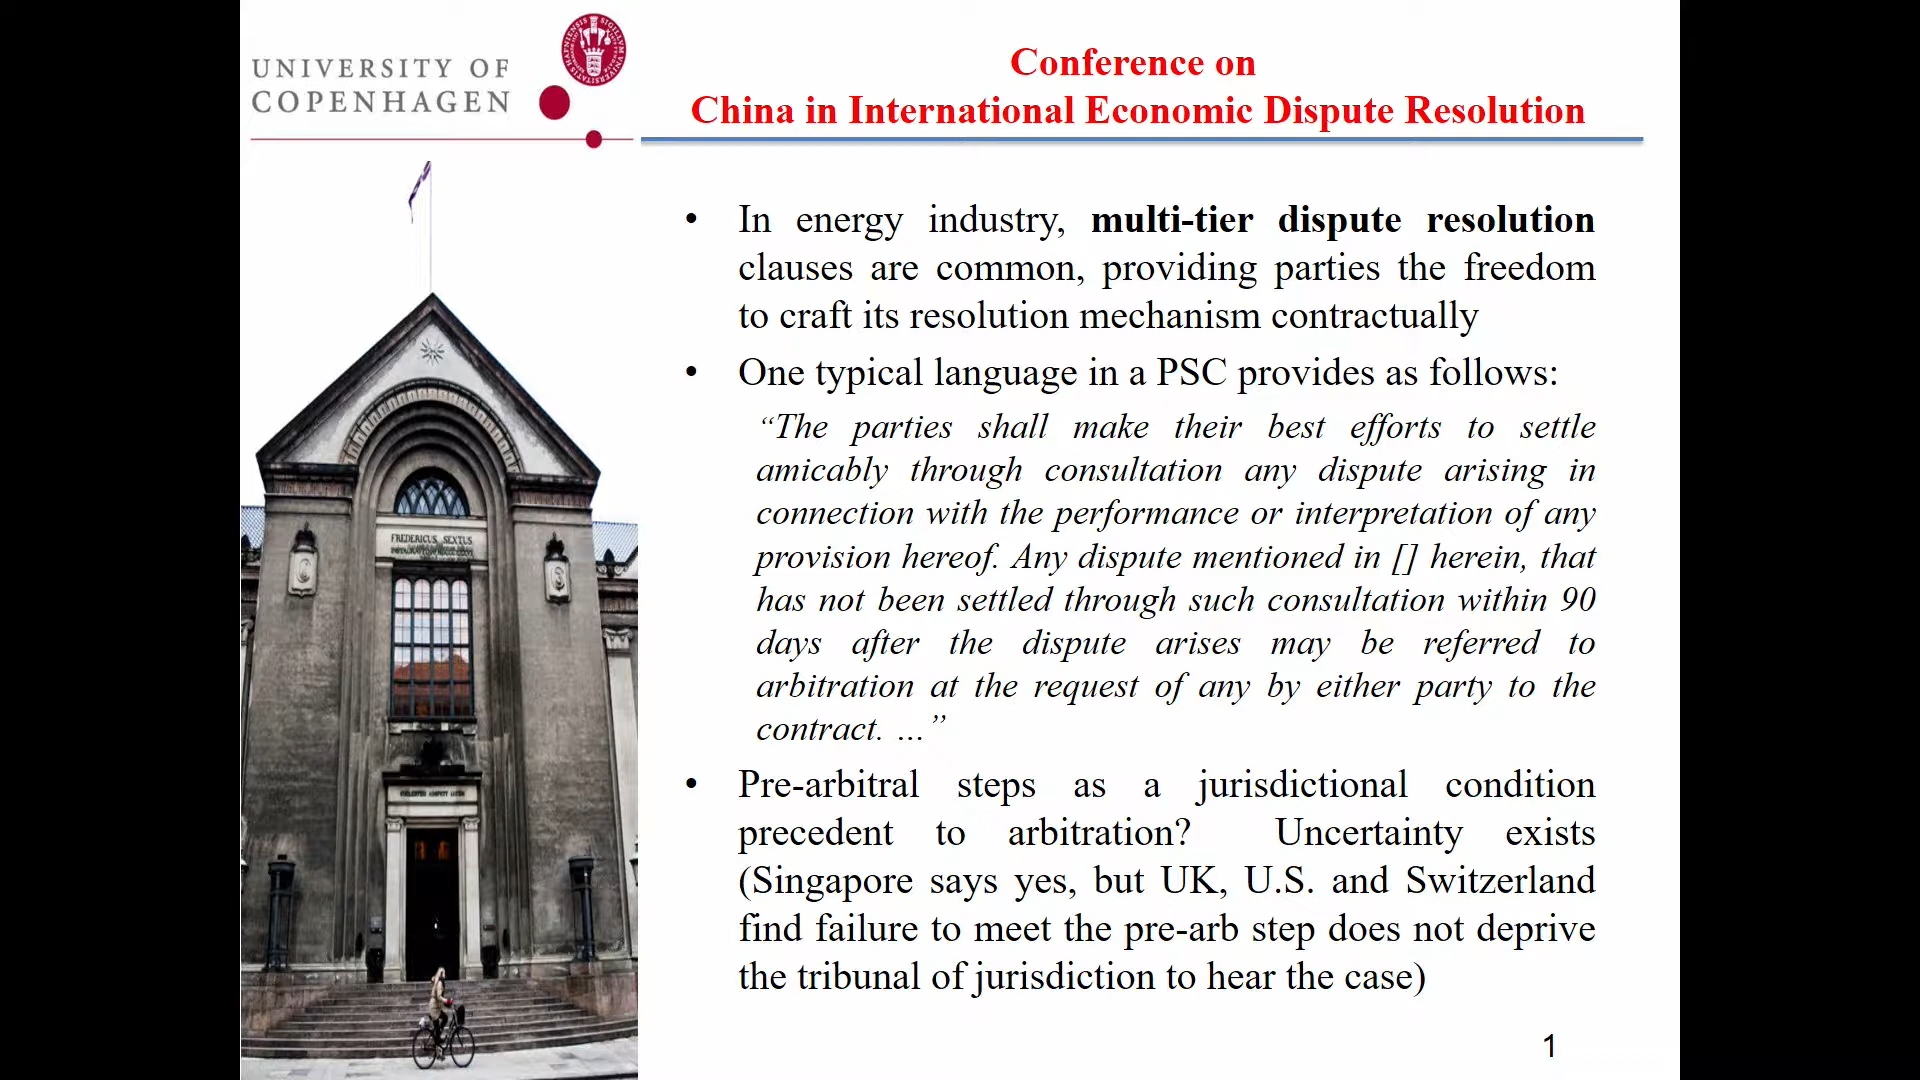 UNIVERSITY OF
COPENHAGEN
Conference on
China in International Economic Dispute Resolution
• In energy industry, multi-tier dispute resolution
clauses are common, providing parties the freedom
to craft its resolution mechanism contractually
• One typical language in a PSC provides as follows:
“The parties shall make their best efforts to settle
amicably through consultation any dispute arising in
connection with the performance or interpretation of any
provision hereof. Any dispute mentioned in [] herein, that
has not been settled through such consultation within 90
days after the dispute arises may be referred to
arbitration at the request of any by either party to the
contract. …”
• Pre-arbitral steps as a jurisdictional condition
precedent to arbitration? Uncertainty exists
(Singapore says yes, but UK, U.S. and Switzerland
find failure to meet the pre-arb step does not deprive
the tribunal of jurisdiction to hear the case)
FREDERICUS SEXTUS
1